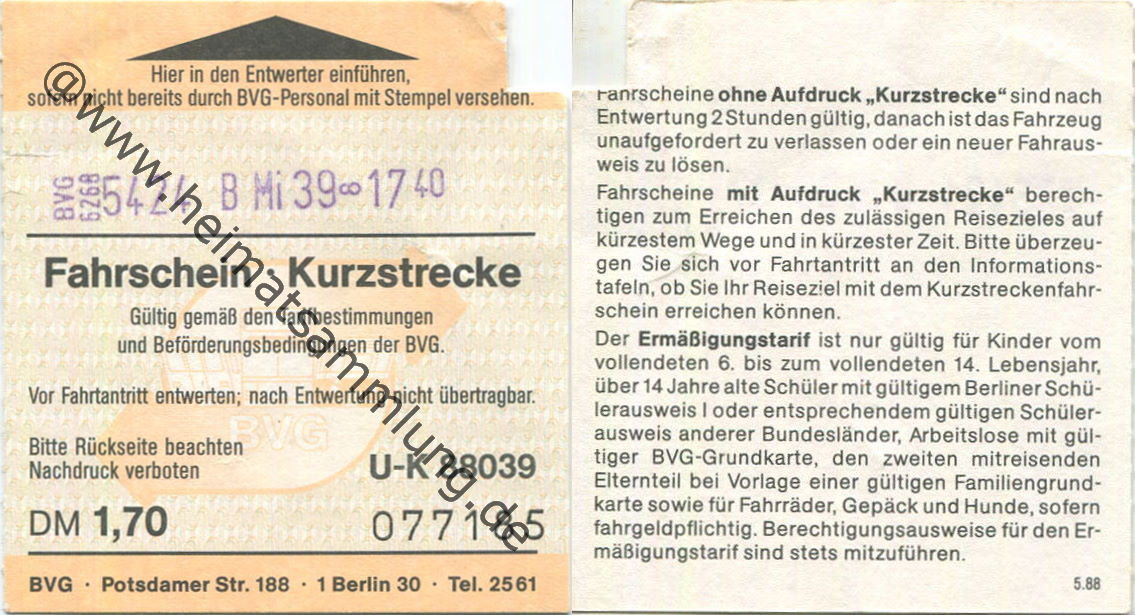 Hier in den Entwerter einführen,
sofern nicht bereits durch BVG-Personal mit Stempel versehen.
BVG 6268 5424 B Mi 39 8 17 40
Fahrschein · Kurzstrecke
Gültig gemäß den Tarifbestimmungen
und Beförderungsbedingungen der BVG.
Vor Fahrtantritt entwerten; nach Entwertung nicht übertragbar.
BVG
Bitte Rückseite beachten
Nachdruck verboten
U-K 88039
DM 1,70
077185
BVG · Potsdamer Str. 188 · 1 Berlin 30 · Tel. 25 61
@www.heimatsammlung.de
Fahrscheine ohne Aufdruck „Kurzstrecke“ sind nach
Entwertung 2 Stunden gültig, danach ist das Fahrzeug
unaufgefordert zu verlassen oder ein neuer Fahraus-
weis zu lösen.
Fahrscheine mit Aufdruck „Kurzstrecke“ berech-
tigen zum Erreichen des zulässigen Reisezieles auf
kürzestem Wege und in kürzester Zeit. Bitte überzeu-
gen Sie sich vor Fahrtantritt an den Informations-
tafeln, ob Sie Ihr Reiseziel mit dem Kurzstreckenfahr-
schein erreichen können.
Der Ermäßigungstarif ist nur gültig für Kinder vom
vollendeten 6. bis zum vollendeten 14. Lebensjahr,
über 14 Jahre alte Schüler mit gültigem Berliner Schü-
lerausweis I oder entsprechendem gültigen Schüler-
ausweis anderer Bundesländer, Arbeitslose mit gül-
tiger BVG-Grundkarte, den zweiten mitreisenden
Elternteil bei Vorlage einer gültigen Familiengrund-
karte sowie für Fahrräder, Gepäck und Hunde, sofern
fahrgeldpflichtig. Berechtigungsausweise für den Er-
mäßigungstarif sind stets mitzuführen.
5.88